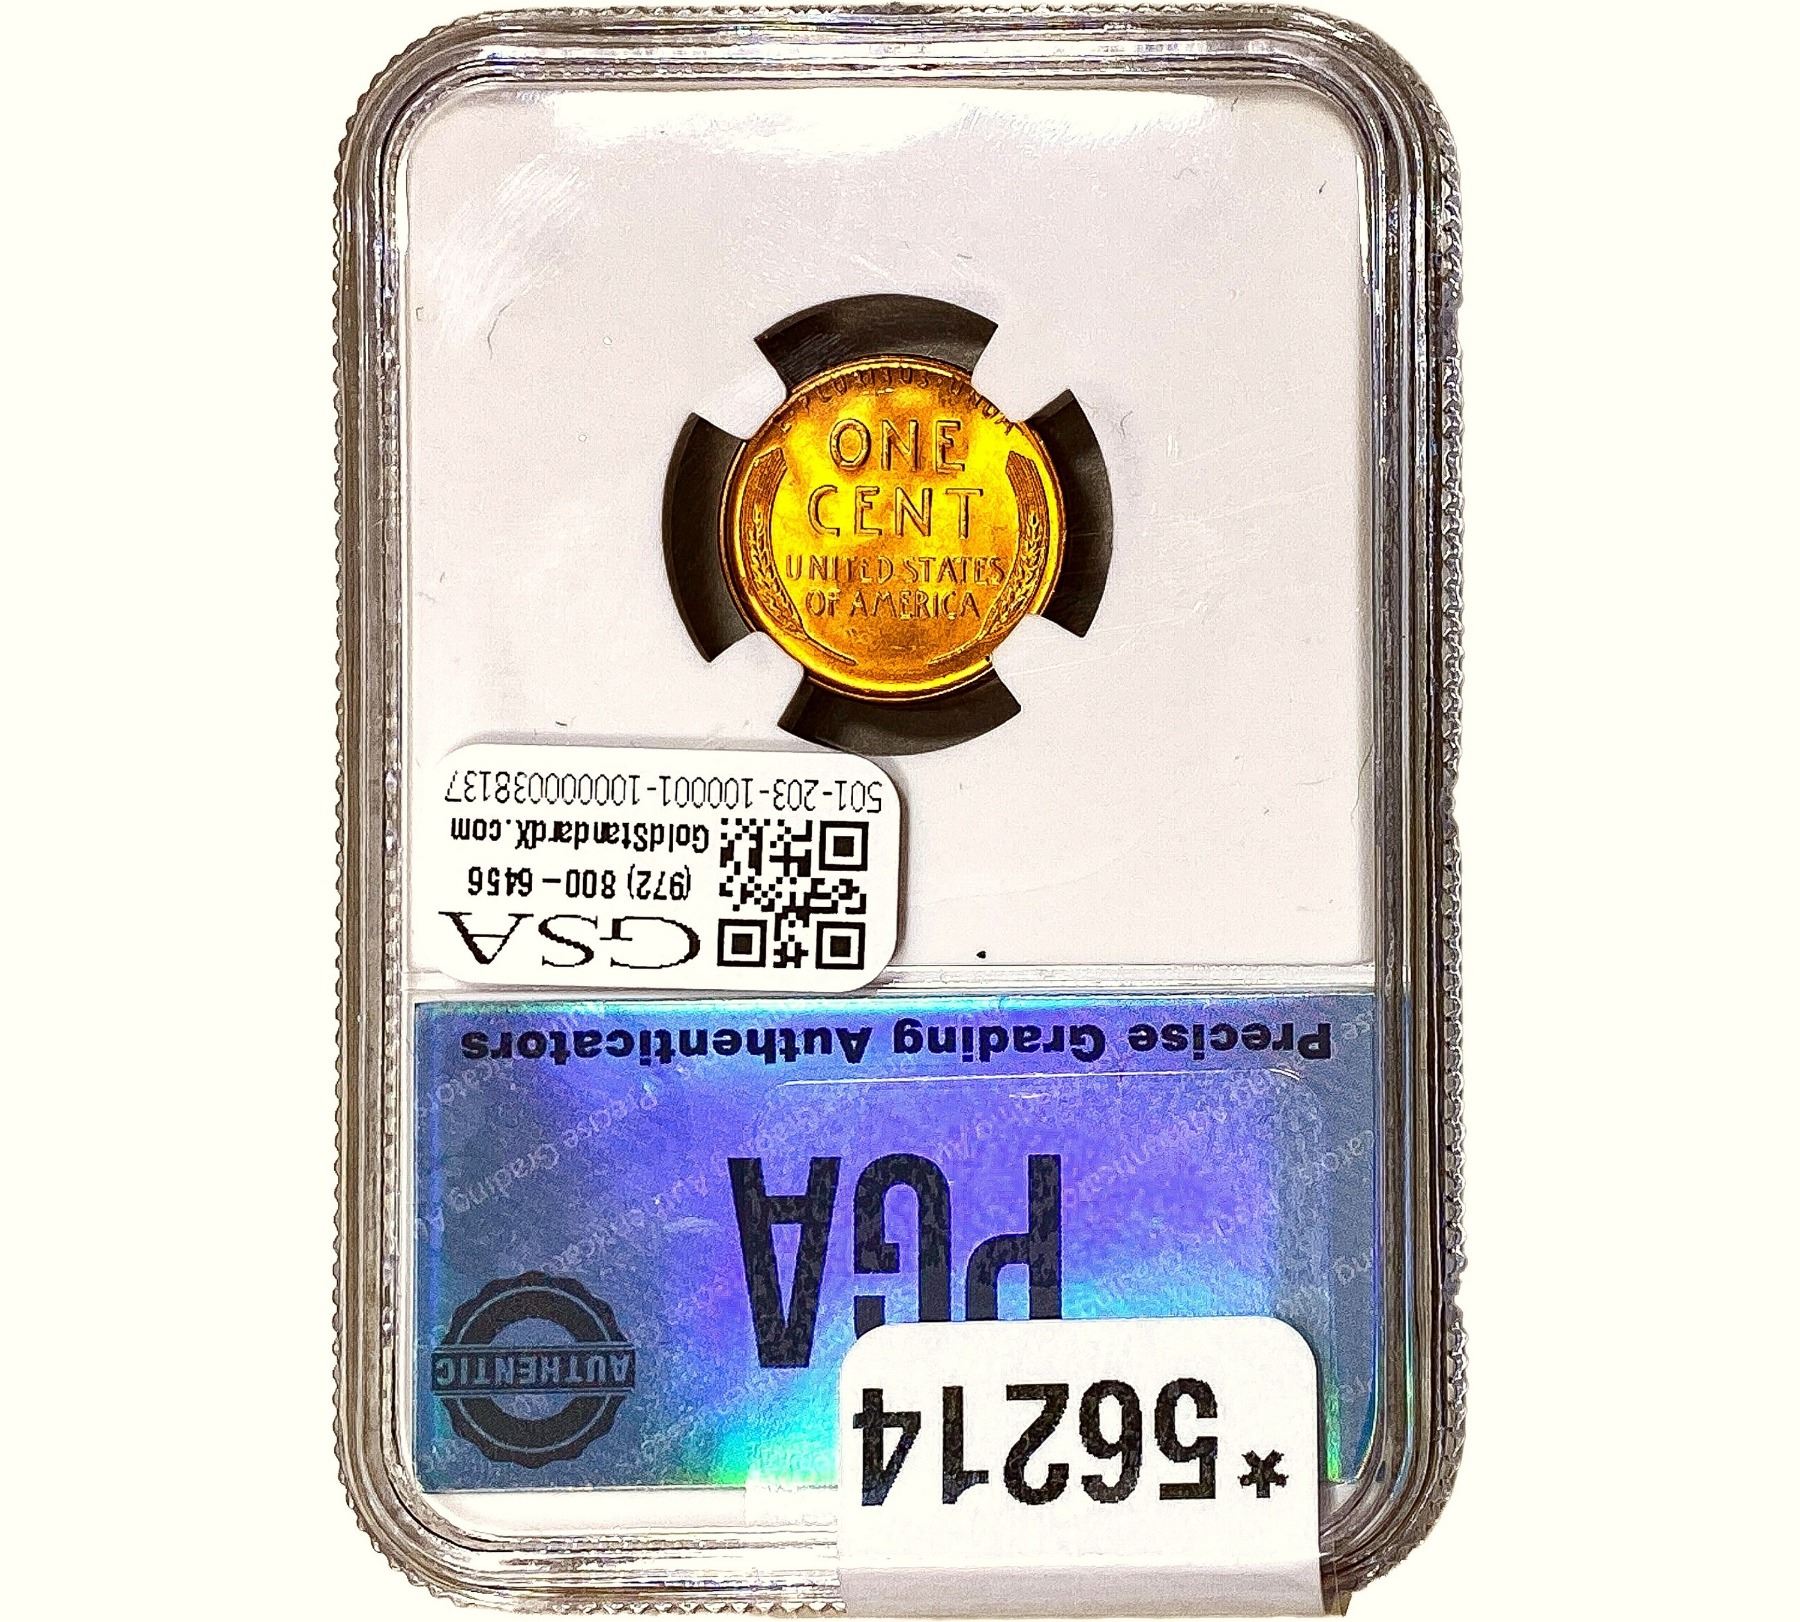 PLURIBUS · UNUM
ONE
CENT
UNITED STATES
OF AMERICA
501-203-100001-10000038137
GoldStandardX.com
(972) 800-6456
GSA
Precise Grading Authenticators
PGA
AUTHENTIC
*56214